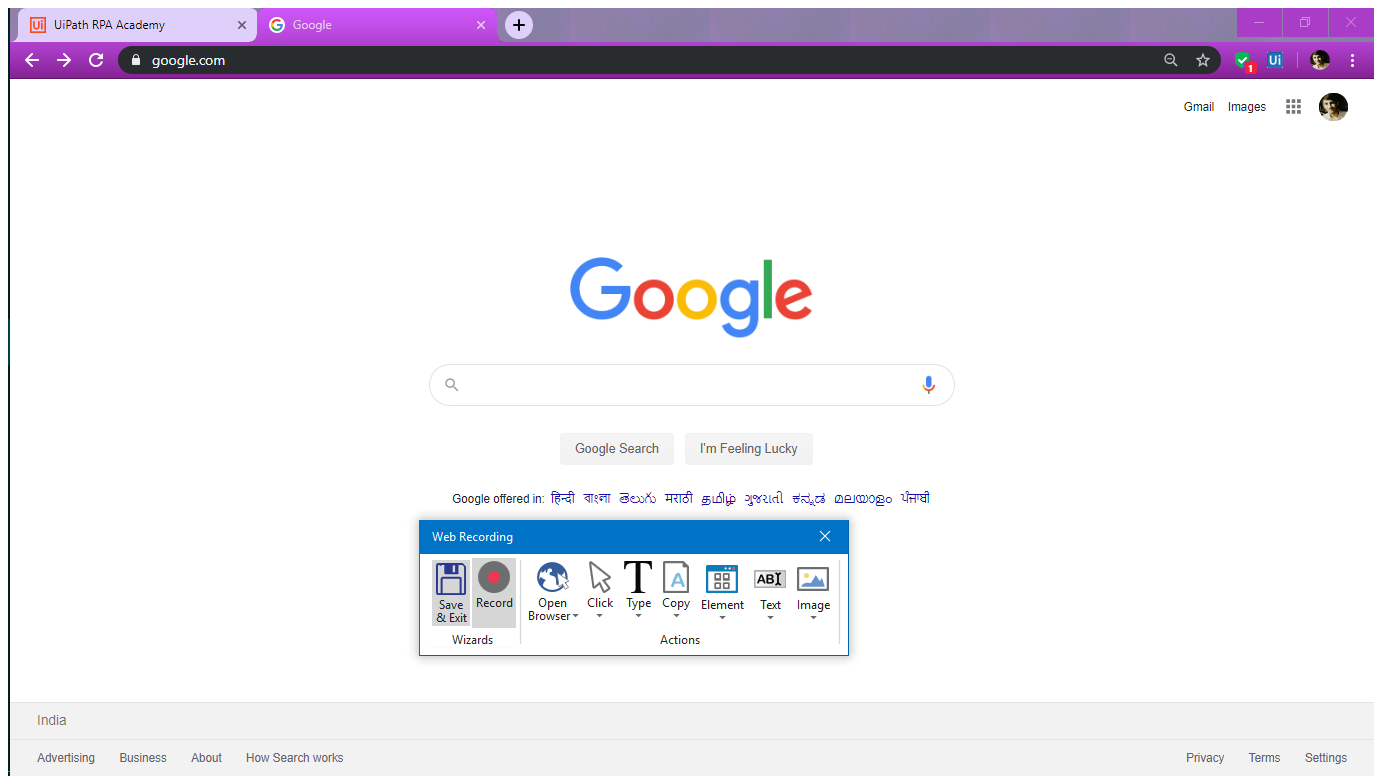 UiPath RPA Academy Google
google.com
1 Ui
Gmail Images
Google
Google Search I'm Feeling Lucky
Google offered in: हिन्दी বাংলা తెలుగు मराठी தமிழ் ગુજરાતી ಕನ್ನಡ മലയാളം ਪੰਜਾਬੀ
Web Recording
Save & Exit
Record
Open Browser
Click
Type
Copy
Element
Text
Image
Wizards Actions
India
Advertising Business About How Search works Privacy Terms Settings